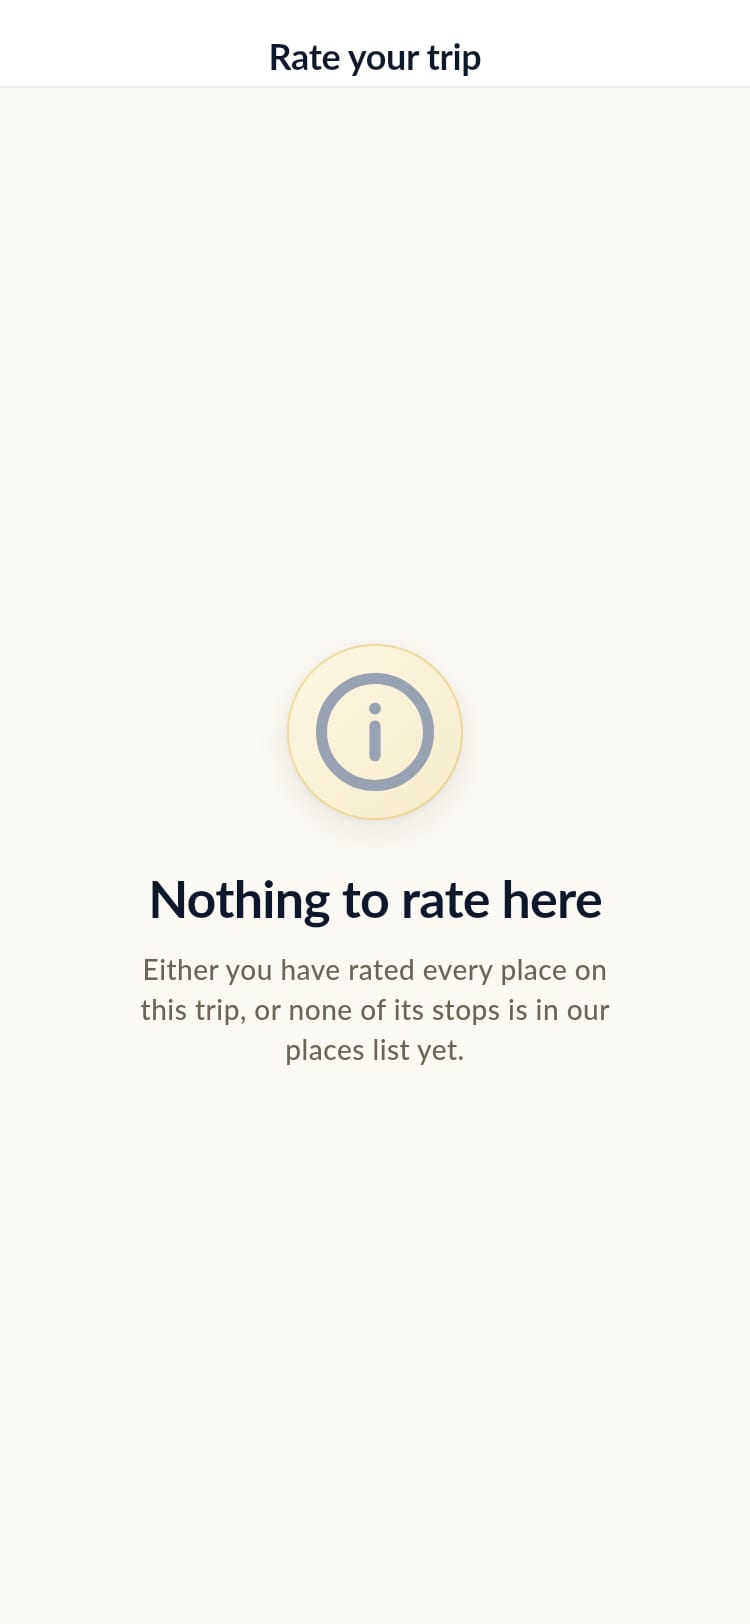 Rate your trip
Nothing to rate here
Either you have rated every place on
this trip, or none of its stops is in our
places list yet.